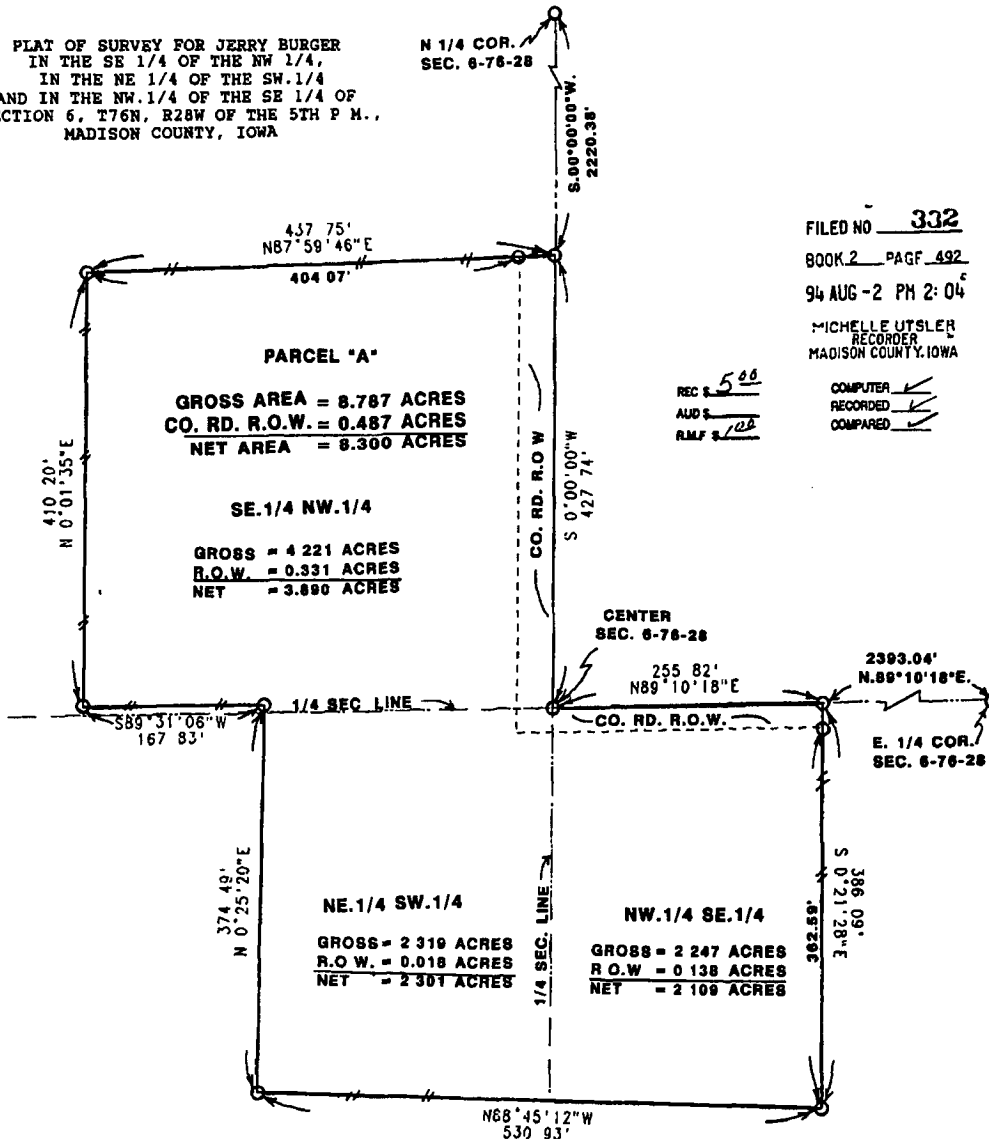 PLAT OF SURVEY FOR JERRY BURGER
IN THE SE 1/4 OF THE NW 1/4,
IN THE NE 1/4 OF THE SW.1/4
AND IN THE NW.1/4 OF THE SE 1/4 OF
CTION 6, T76N, R28W OF THE 5TH P M.,
MADISON COUNTY, IOWA
N 1/4 COR.
SEC. 6-76-28
S.00°00'00"W.
2220.38'
FILED NO 332
BOOK 2 PAGE 492
94 AUG -2 PM 2:04
MICHELLE UTSLER
RECORDER
MADISON COUNTY, IOWA
REC $ 5.00
AUD $
R.M.F $ 1.00
COMPUTER ✓
RECORDED ✓
COMPARED ✓
437 75'
N87°59'46"E
404 07'
PARCEL "A"
GROSS AREA = 8.787 ACRES
CO. RD. R.O.W. = 0.487 ACRES
NET AREA = 8.300 ACRES
410 20'
N 0°01'35"E
SE.1/4 NW.1/4
GROSS = 4 221 ACRES
R.O.W. = 0.331 ACRES
NET = 3.890 ACRES
CO. RD. R.O.W
S 0°00'00"W
427 74'
CENTER
SEC. 6-76-28
255 82'
N89°10'18"E
2393.04'
N.89°10'18"E.
1/4 SEC LINE
CO. RD. R.O.W.
S89°31'06"W
167 83'
E. 1/4 COR.
SEC. 6-76-28
374 49'
N 0°25'20"E
NE.1/4 SW.1/4
GROSS = 2 319 ACRES
R.O W. = 0.018 ACRES
NET = 2 301 ACRES
1/4 SEC. LINE
NW.1/4 SE.1/4
GROSS = 2 247 ACRES
R O.W = 0 138 ACRES
NET = 2 109 ACRES
362.59'
386 09'
S 0°21'28"E
N88°45'12"W
530 93'